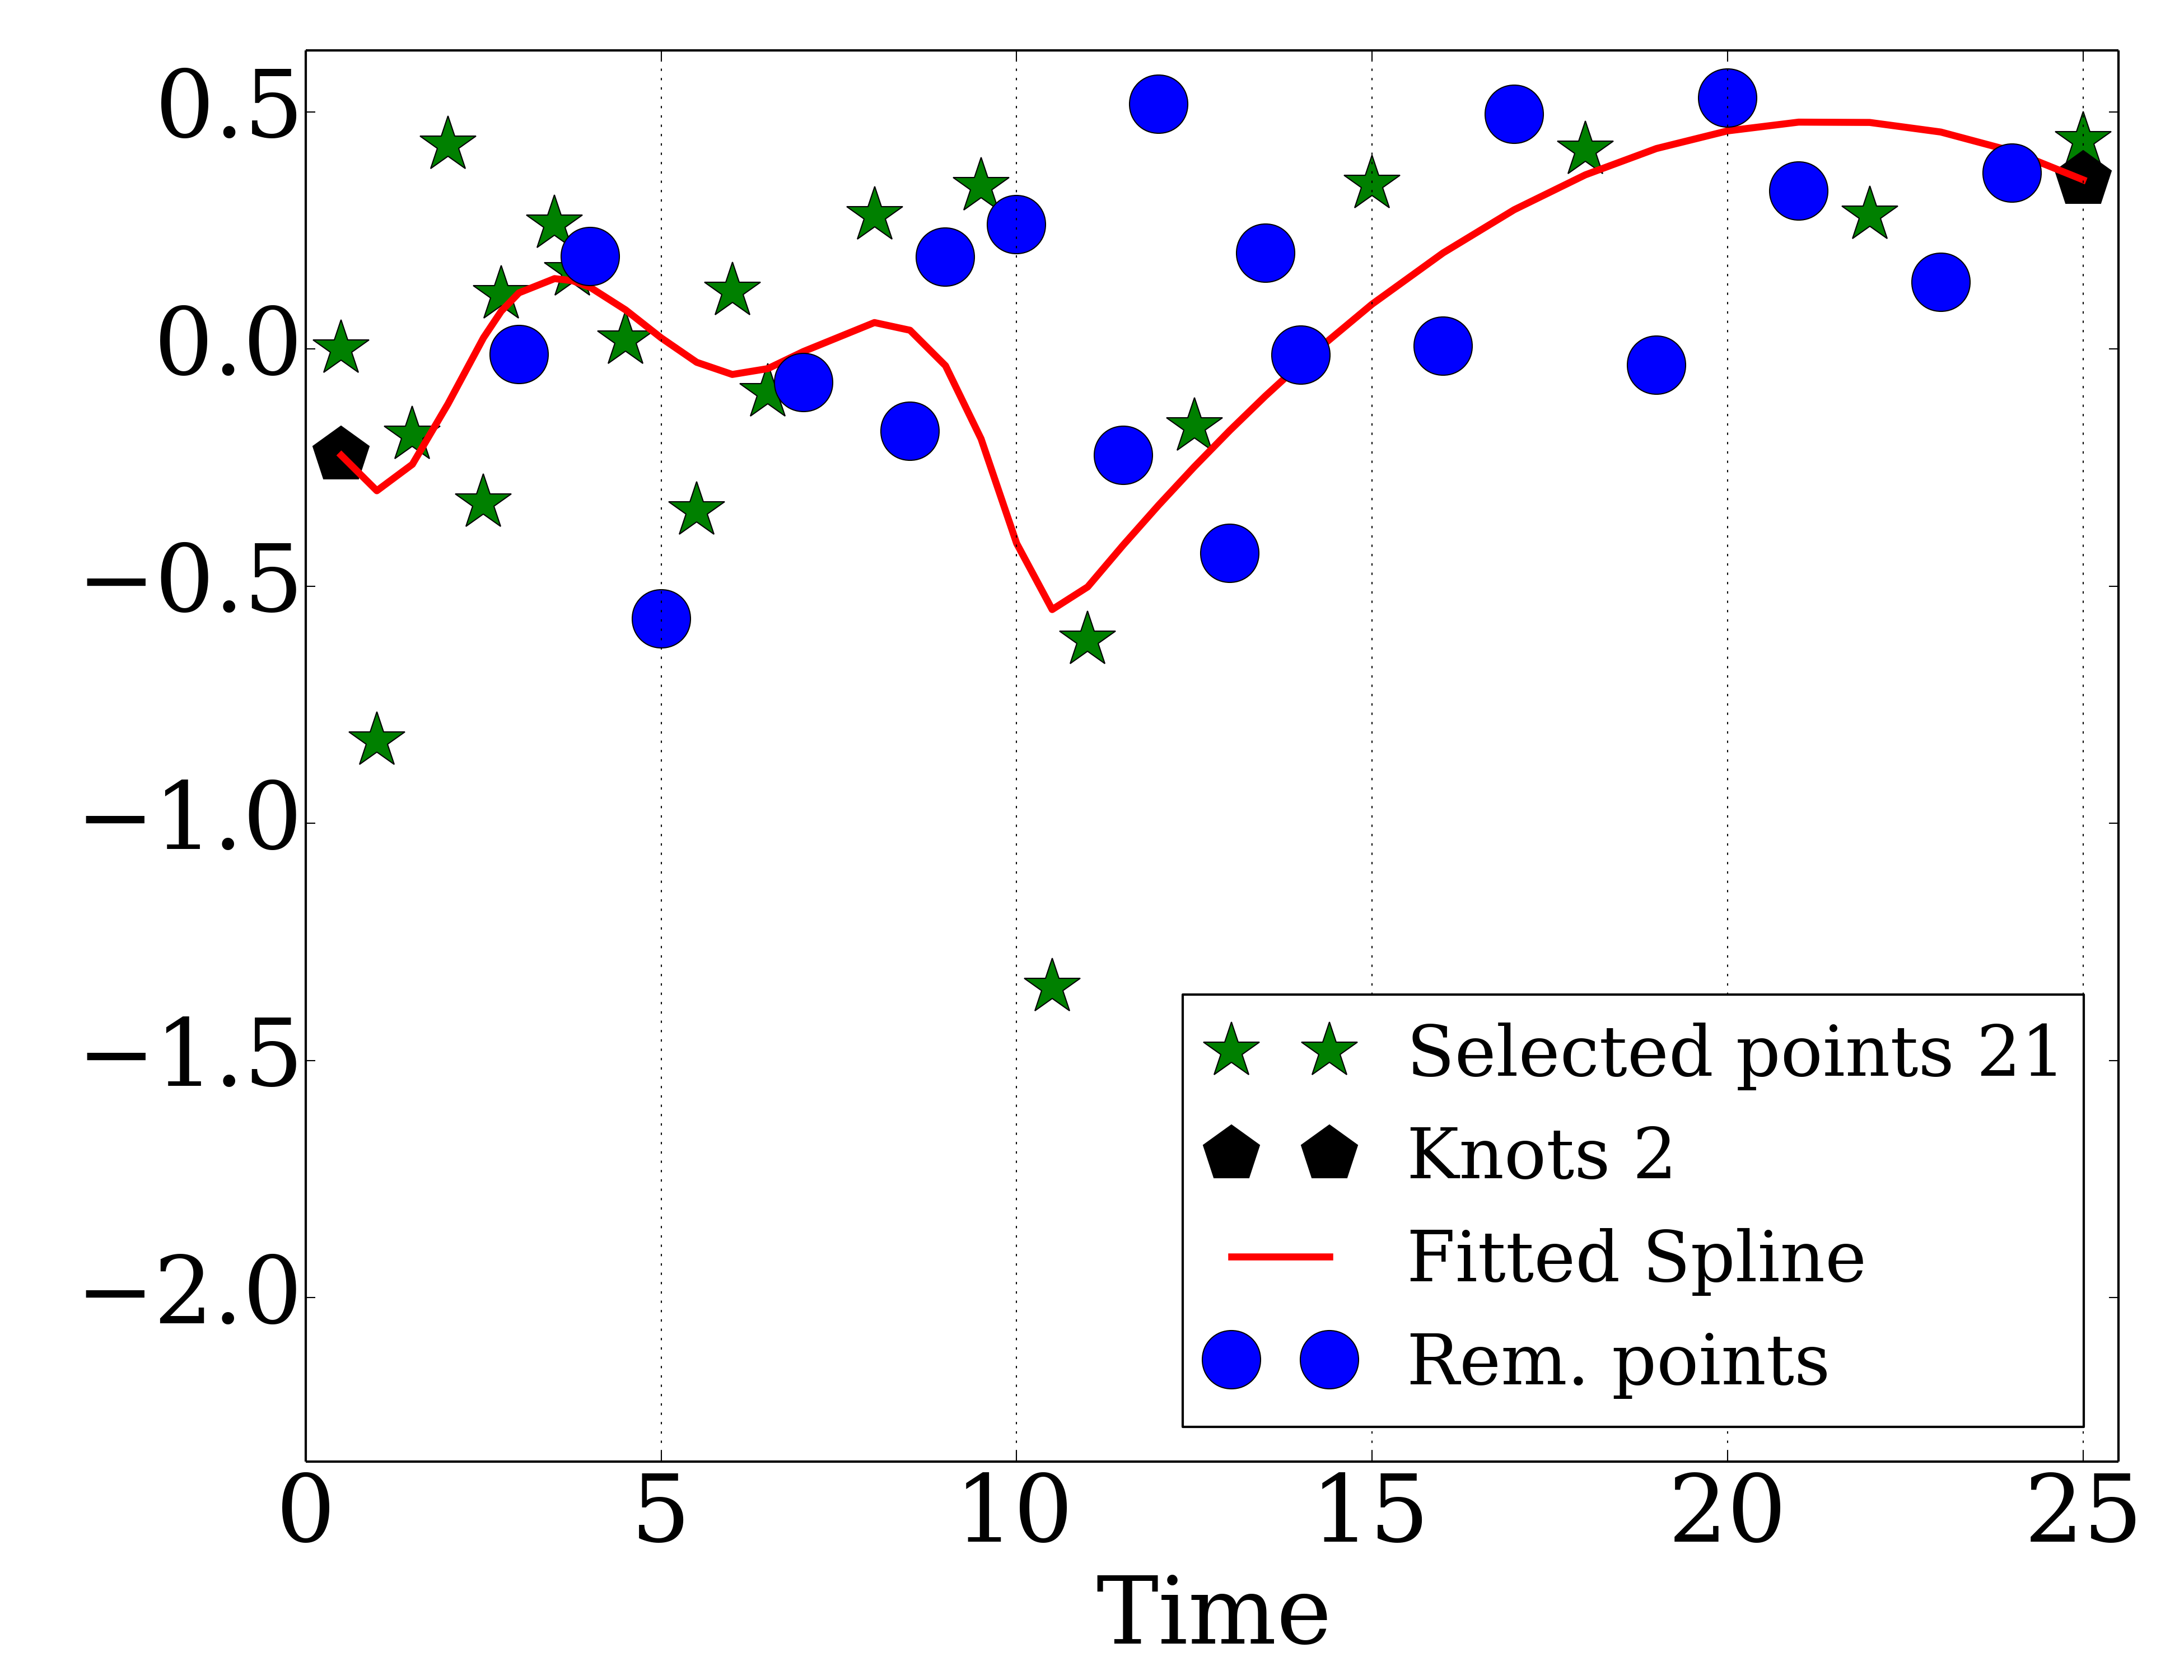 0.5
0.0
−0.5
−1.0
−1.5
−2.0
Selected points 21
Knots 2
Fitted Spline
Rem. points
0 5 10 15 20 25
Time